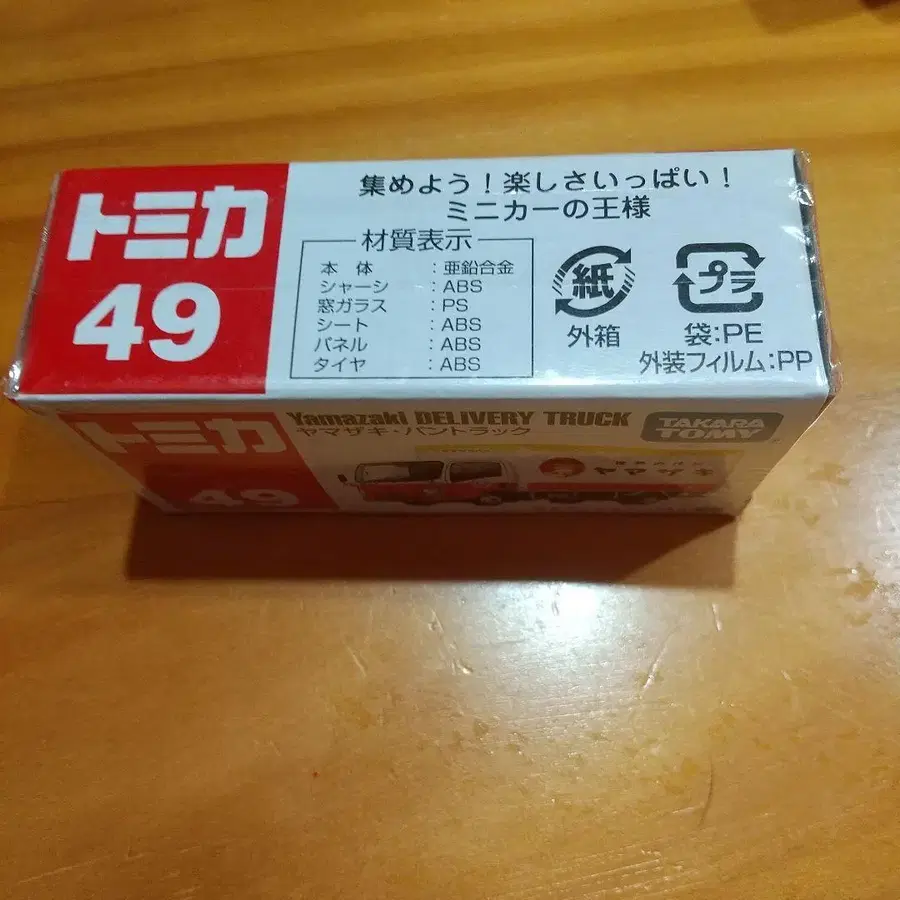 トミカ
49
集めよう！楽しさいっぱい！
ミニカーの王様
材質表示
本体：亜鉛合金
シャーシ：ABS
窓ガラス：PS
シート：ABS
パネル：ABS
タイヤ：ABS
紙
外箱
プラ
袋:PE
外装フィルム:PP
トミカ
49
Yamazaki DELIVERY TRUCK
ヤマザキ・パントラック
TAKARA
TOMY
ヤマザキ